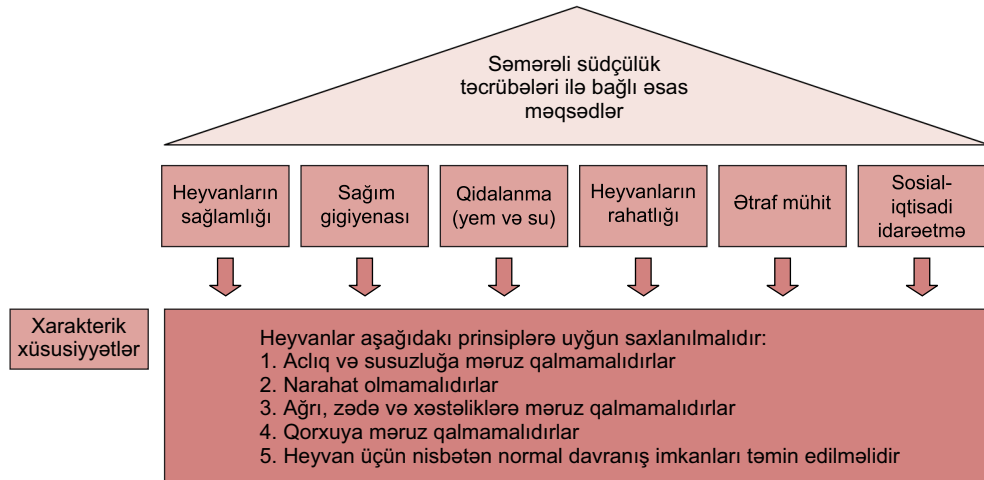 Səmərəli südçülük
təcrübələri ilə bağlı əsas
məqsədlər
Heyvanların
sağlamlığı
Sağım
gigiyenası
Qidalanma
(yem və su)
Heyvanların
rahatlığı
Ətraf mühit
Sosial-
iqtisadi
idarəetmə
Xarakterik
xüsusiyyətlər
Heyvanlar aşağıdakı prinsiplərə uyğun saxlanılmalıdır:
1. Aclıq və susuzluğa məruz qalmamalıdırlar
2. Narahat olmamalıdırlar
3. Ağrı, zədə və xəstəliklərə məruz qalmamalıdırlar
4. Qorxuya məruz qalmamalıdırlar
5. Heyvan üçün nisbətən normal davranış imkanları təmin edilməlidir